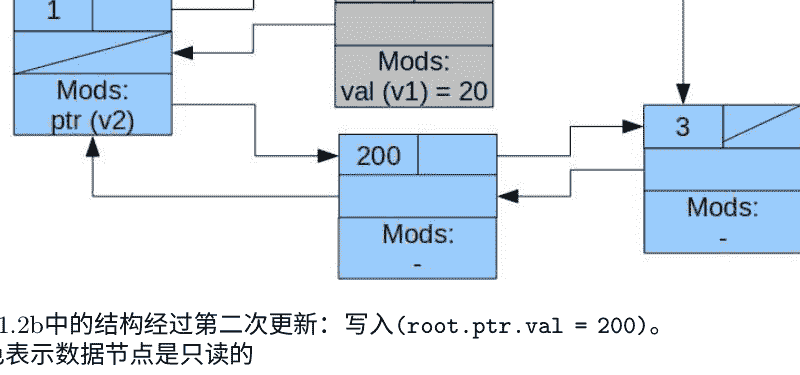 1
Mods:
ptr (v2)
Mods:
val (v1) = 20
200
Mods:
-
3
Mods:
-
1.2b中的结构经过第二次更新：写入(root.ptr.val = 200)。
表示数据节点是只读的